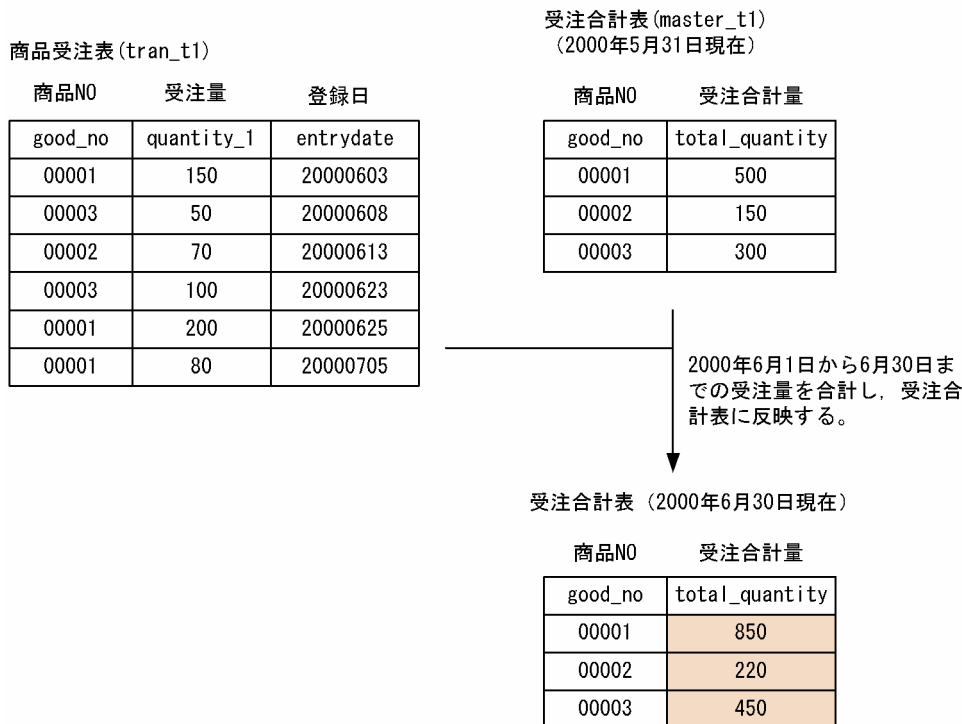 商品受注表(tran_t1)
商品NO 受注量 登録日
good_no quantity_1 entrydate
00001 150 20000603
00003 50 20000608
00002 70 20000613
00003 100 20000623
00001 200 20000625
00001 80 20000705
受注合計表(master_t1)
(2000年5月31日現在)
商品NO 受注合計量
good_no total_quantity
00001 500
00002 150
00003 300
2000年6月1日から6月30日ま
での受注量を合計し，受注合
計表に反映する。
受注合計表 (2000年6月30日現在)
商品NO 受注合計量
good_no total_quantity
00001 850
00002 220
00003 450